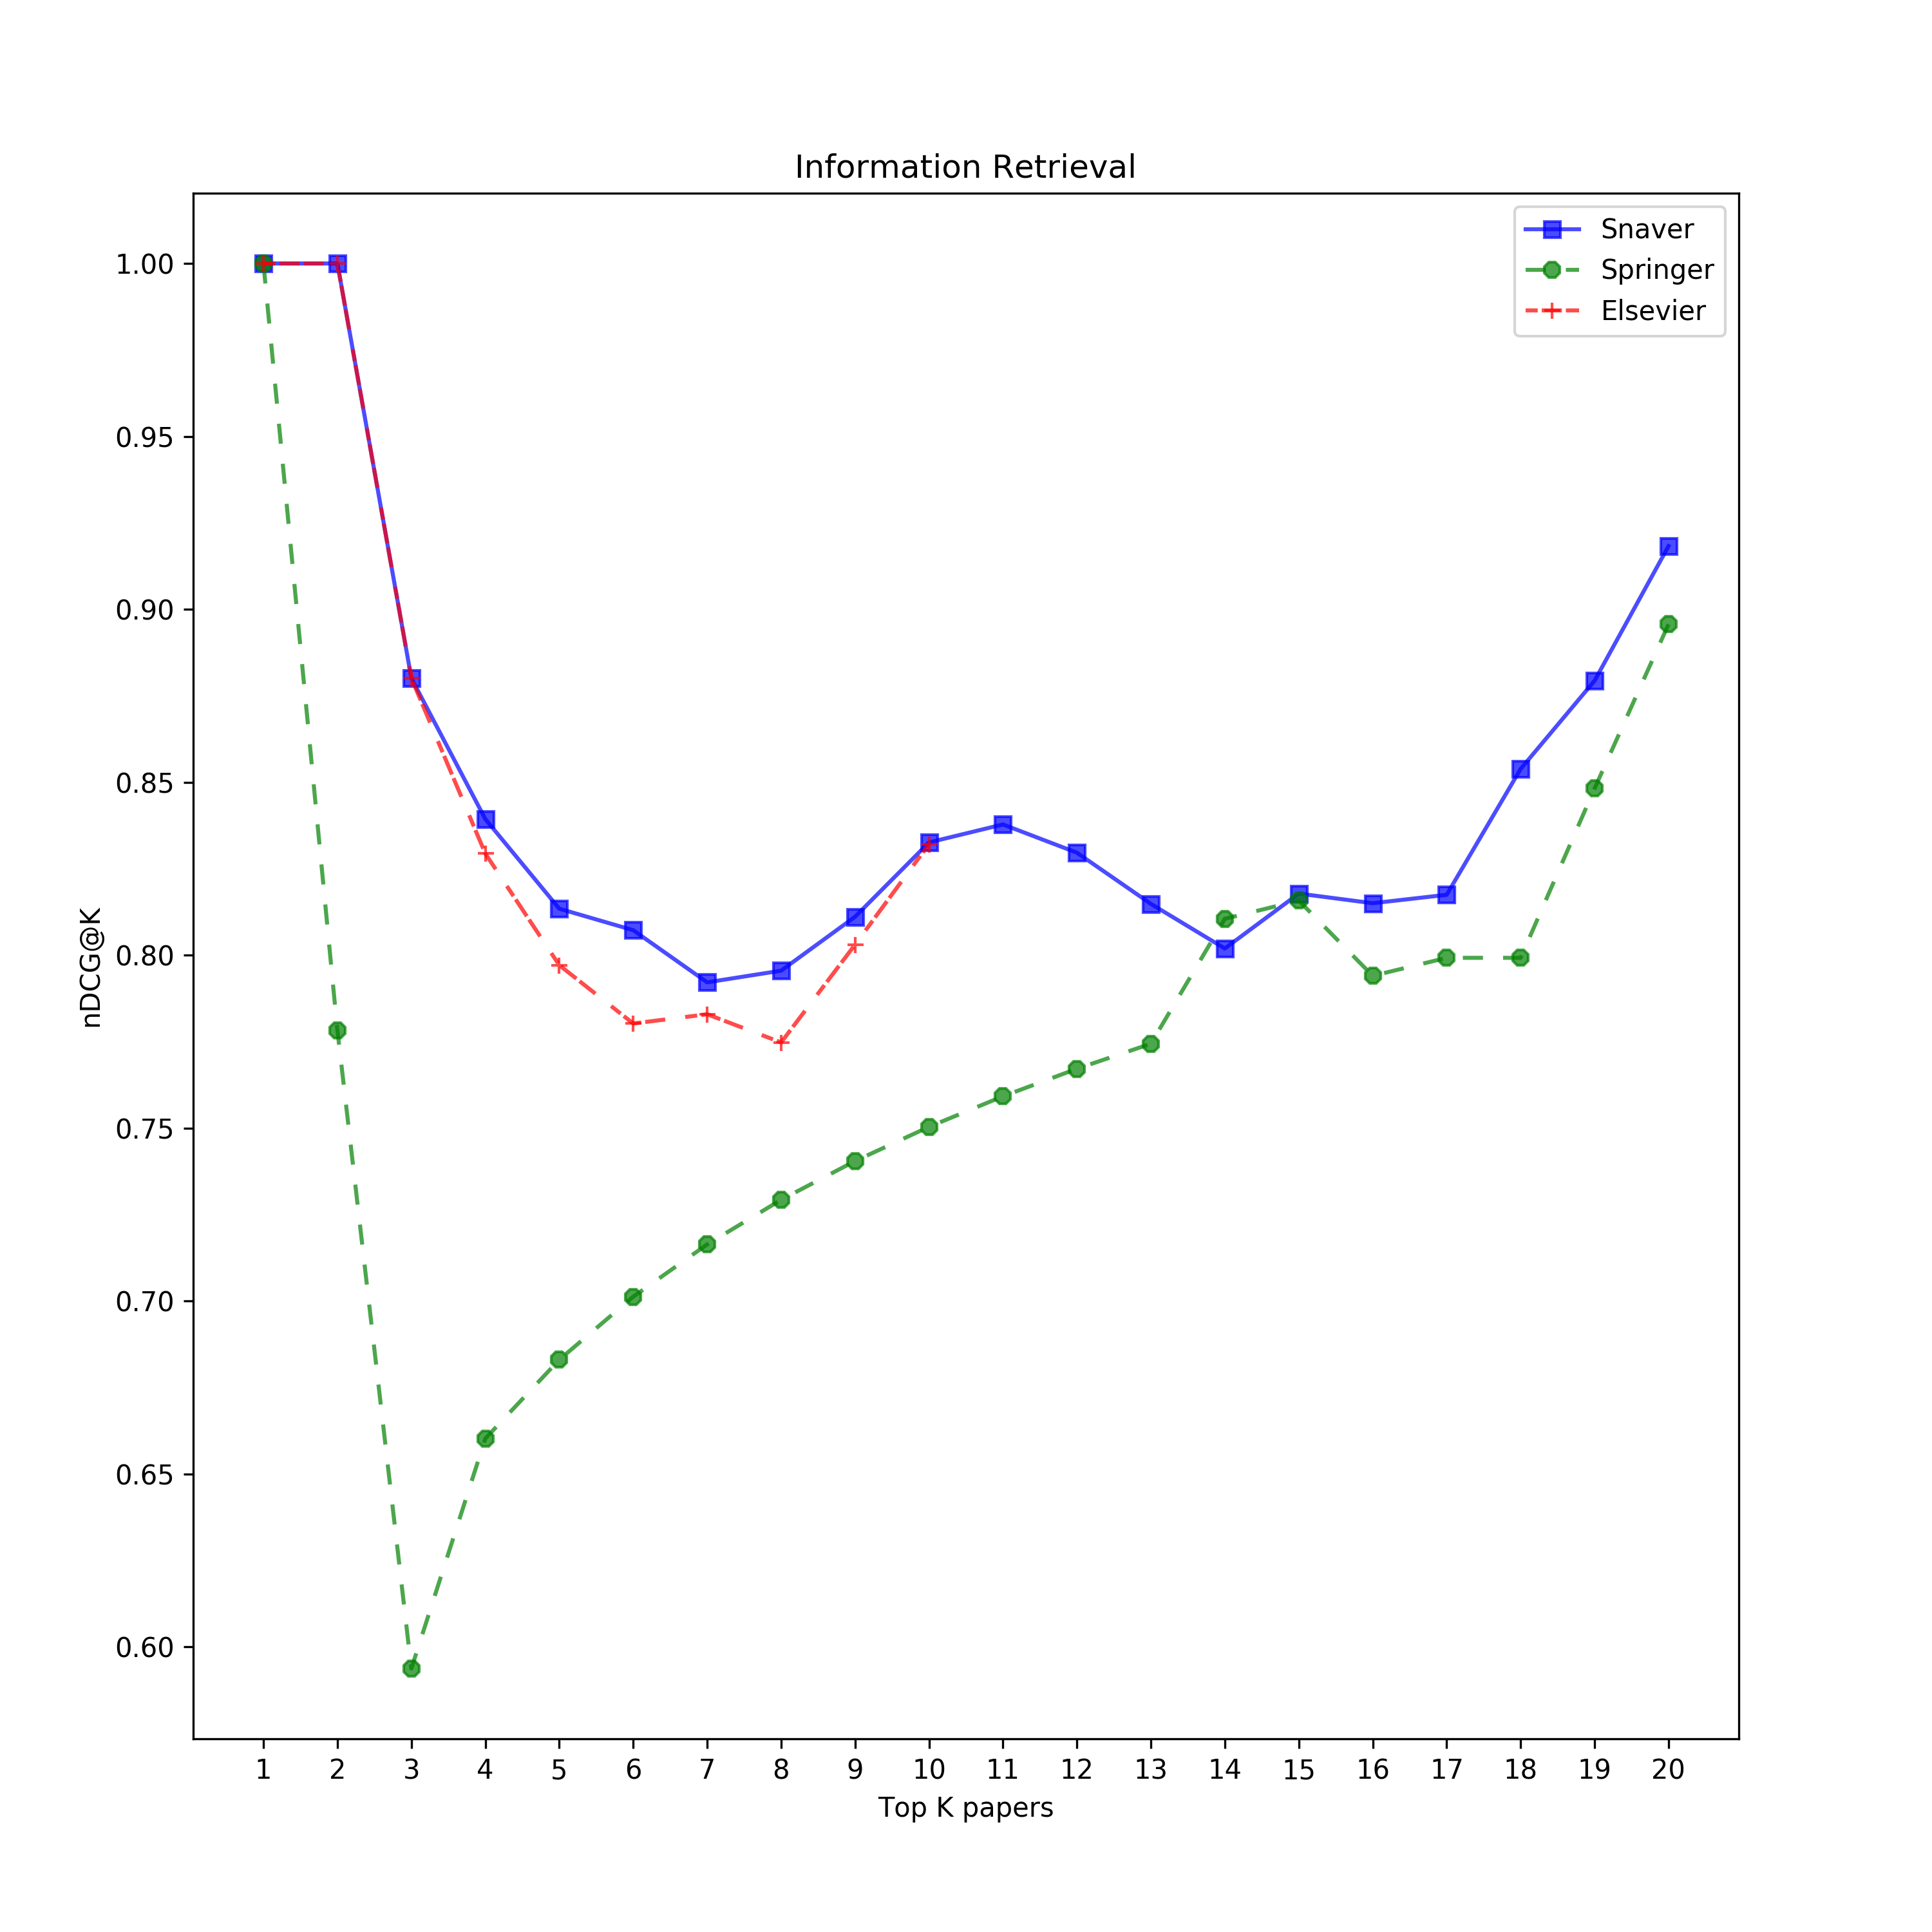 Information Retrieval
Snaver
Springer
Elsevier
nDCG@K
1.00
0.95
0.90
0.85
0.80
0.75
0.70
0.65
0.60
1 2 3 4 5 6 7 8 9 10 11 12 13 14 15 16 17 18 19 20
Top K papers